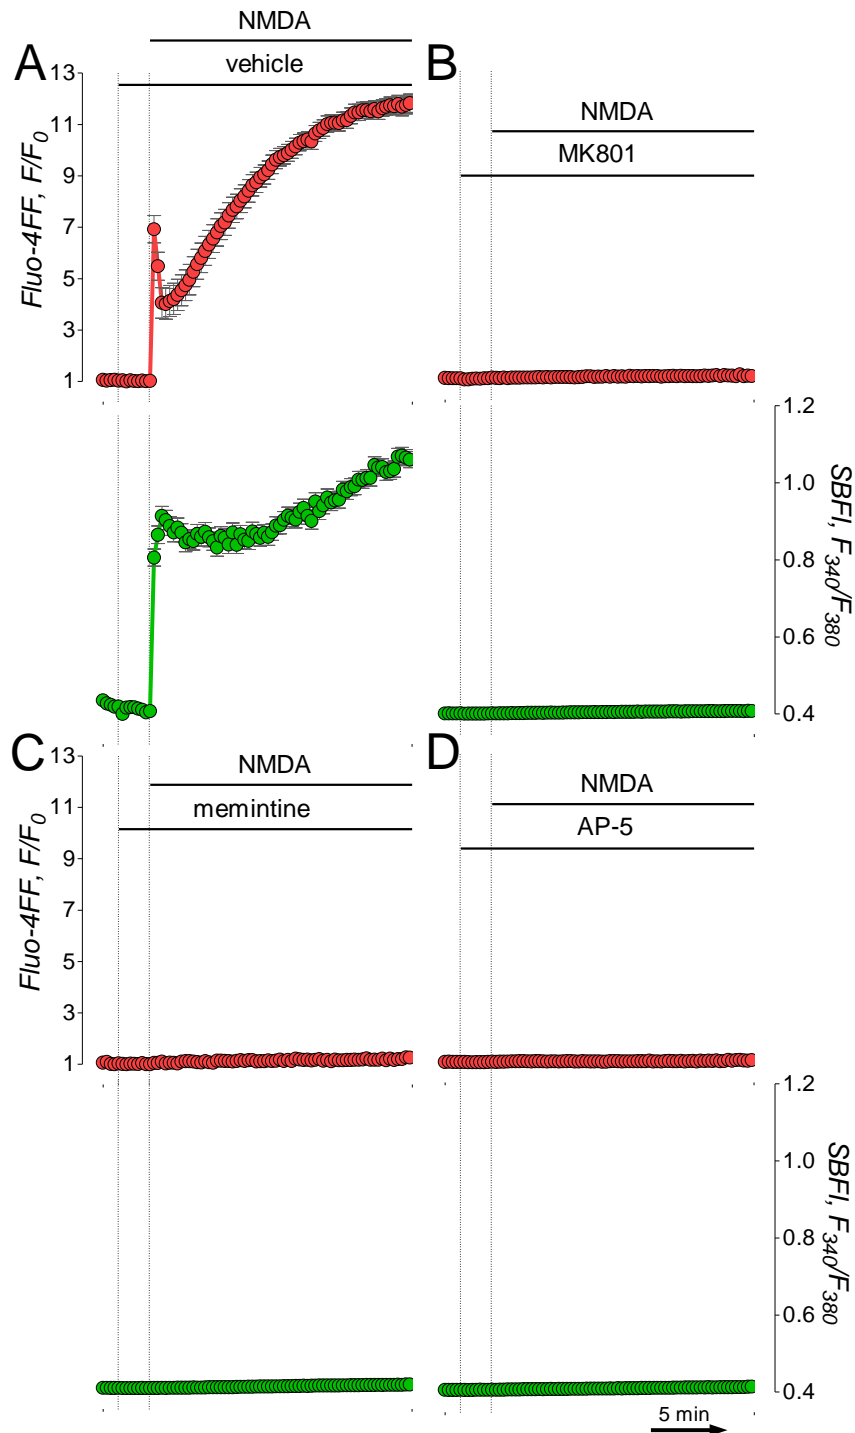 NMDA
A
vehicle
B
13
11
9
7
5
3
1
Fluo-4FF, F/F0
NMDA
MK801
1.2
1.0
0.8
0.6
0.4
SBFI, F340/F380
C
NMDA
memintine
D
13
11
9
7
5
3
1
Fluo-4FF, F/F0
NMDA
AP-5
1.2
1.0
0.8
0.6
0.4
SBFI, F340/F380
5 min